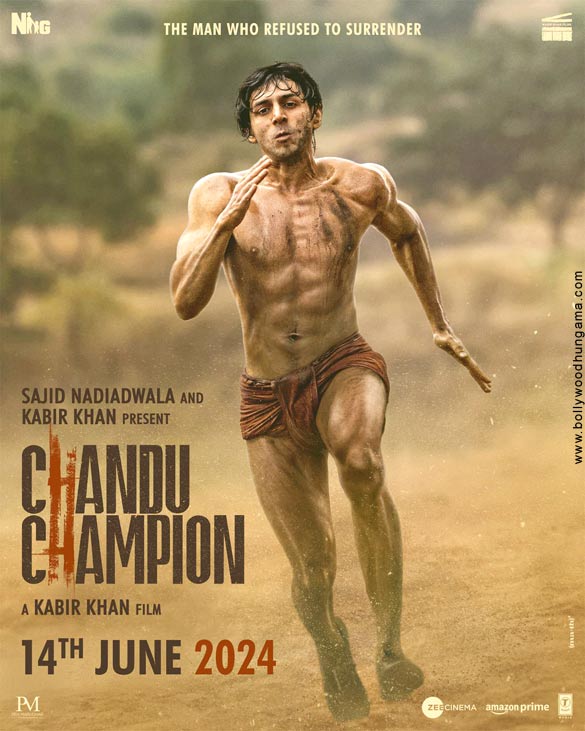 NG
THE MAN WHO REFUSED TO SURRENDER
www.bollywoodhungama.com
SAJID NADIADWALA AND
KABIR KHAN PRESENT
CHANDU
CHAMPION
A KABIR KHAN FILM
14TH JUNE 2024
PM
ZEE CINEMA
amazon prime
T